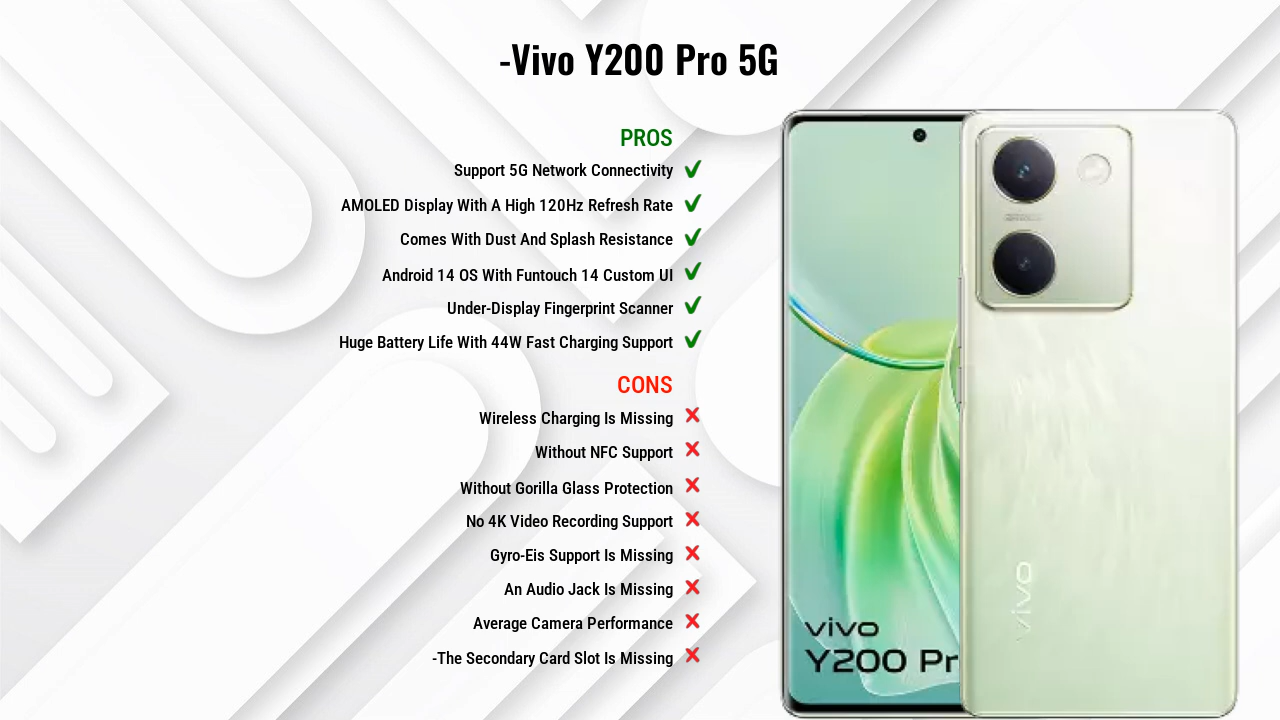 -Vivo Y200 Pro 5G
PROS
Support 5G Network Connectivity
AMOLED Display With A High 120Hz Refresh Rate
Comes With Dust And Splash Resistance
Android 14 OS With Funtouch 14 Custom UI
Under-Display Fingerprint Scanner
Huge Battery Life With 44W Fast Charging Support
CONS
Wireless Charging Is Missing
Without NFC Support
Without Gorilla Glass Protection
No 4K Video Recording Support
Gyro-Eis Support Is Missing
An Audio Jack Is Missing
Average Camera Performance
-The Secondary Card Slot Is Missing
vivo
Y200 Pr
vivo